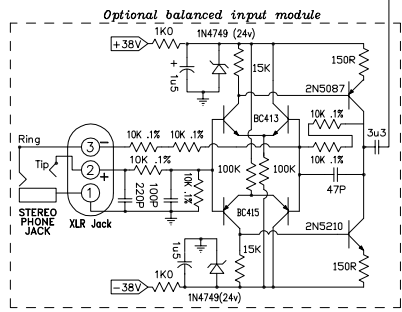 Optional balanced input module
1K0
1N4749 (24v)
+38V
150R
+
1u5
15K
2N5087
BC413
10K .1%
3u3
Ring
3
−
10K .1%
10K .1%
10K .1%
Tip
2
+
10K .1%
100K
100K
47P
1
220P
100P
10K .1%
STEREO
PHONE
JACK
XLR Jack
BC415
2N5210
1u5
15K
150R
1K0
−38V
1N4749(24v)